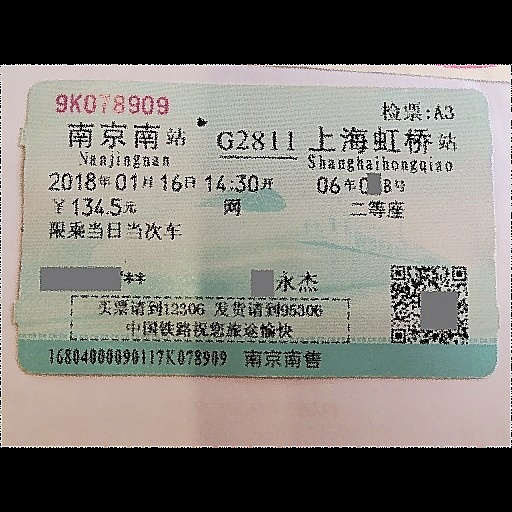 9K078909
检票:A3
南京南站 G2811 上海虹桥站
Nanjingnan Shanghaihongqiao
2018年01月16日 14:30开 06车0 8号
￥134.5元 网 二等座
限乘当日当次车
** 永杰
买票请到12306 发货请到95306
中国铁路祝您旅途愉快
16804000090117K078909 南京南售